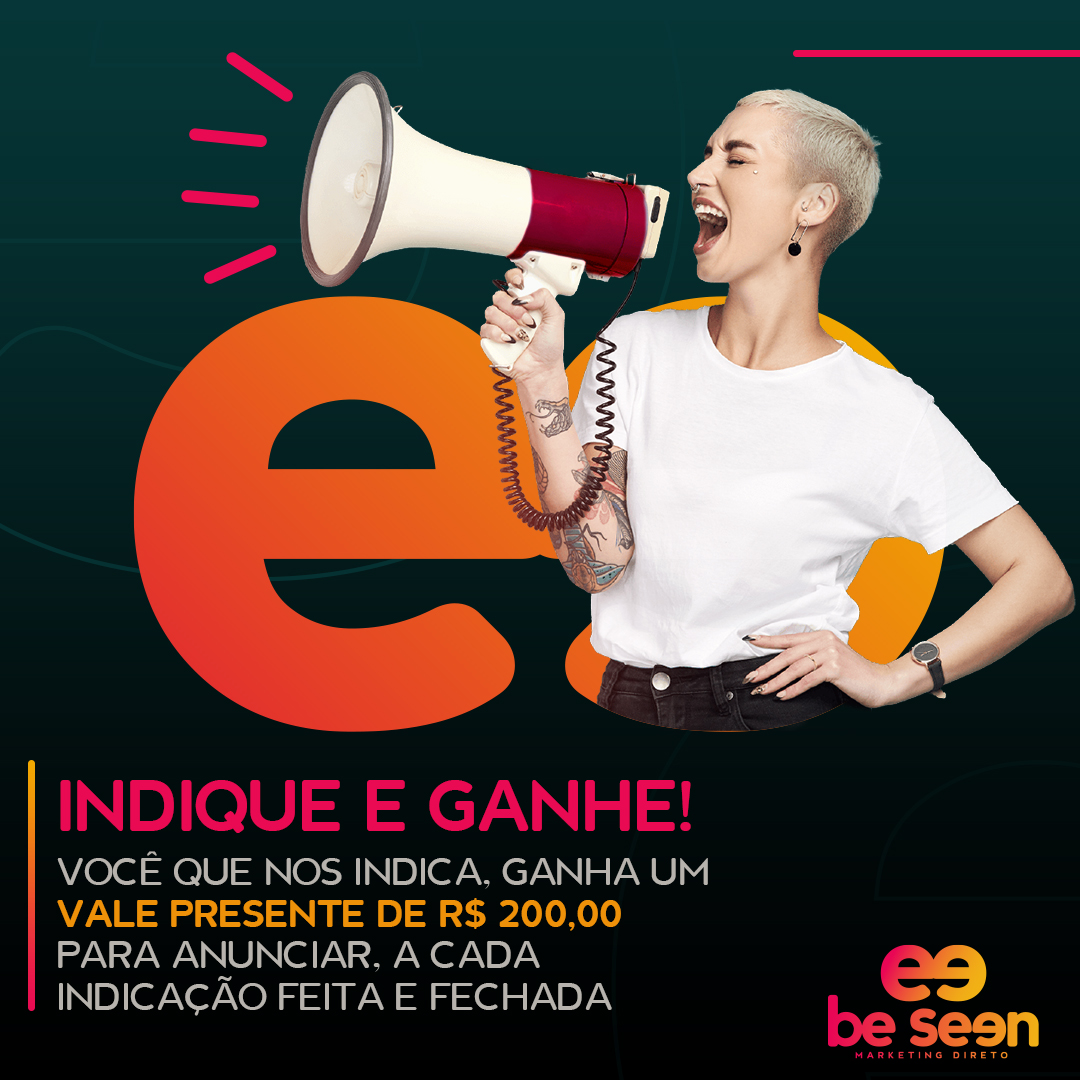 INDIQUE E GANHE!
VOCÊ QUE NOS INDICA, GANHA UM
VALE PRESENTE DE R$ 200,00
PARA ANUNCIAR, A CADA
INDICAÇÃO FEITA E FECHADA
be seen
MARKETING DIRETO